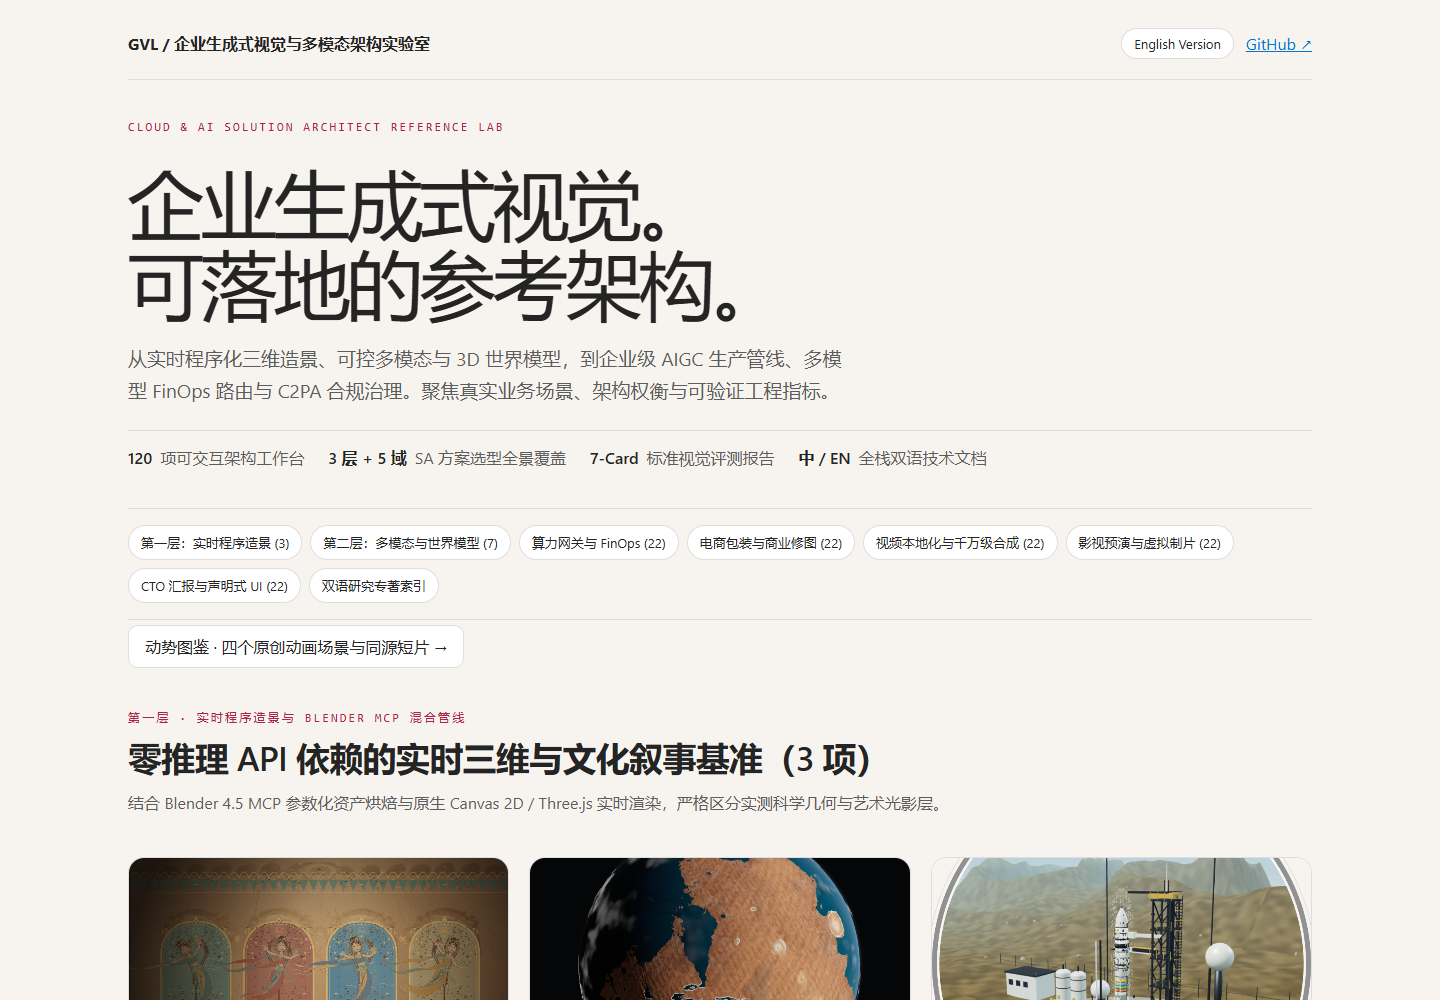 GVL / 企业生成式视觉与多模态架构实验室
English Version
GitHub ↗
CLOUD & AI SOLUTION ARCHITECT REFERENCE LAB
企业生成式视觉。
可落地的参考架构。
从实时程序化三维造景、可控多模态与 3D 世界模型，到企业级 AIGC 生产管线、多模
型 FinOps 路由与 C2PA 合规治理。聚焦真实业务场景、架构权衡与可验证工程指标。
120 项可交互架构工作台 3 层 + 5 域 SA 方案选型全景覆盖 7-Card 标准视觉评测报告 中 / EN 全栈双语技术文档
第一层：实时程序造景 (3) 第二层：多模态与世界模型 (7) 算力网关与 FinOps (22) 电商包装与商业修图 (22) 视频本地化与千万级合成 (22) 影视预演与虚拟制片 (22)
CTO 汇报与声明式 UI (22) 双语研究专著索引
动势图鉴 · 四个原创动画场景与同源短片 →
第一层 · 实时程序造景与 BLENDER MCP 混合管线
零推理 API 依赖的实时三维与文化叙事基准（3 项）
结合 Blender 4.5 MCP 参数化资产烘焙与原生 Canvas 2D / Three.js 实时渲染，严格区分实测科学几何与艺术光影层。